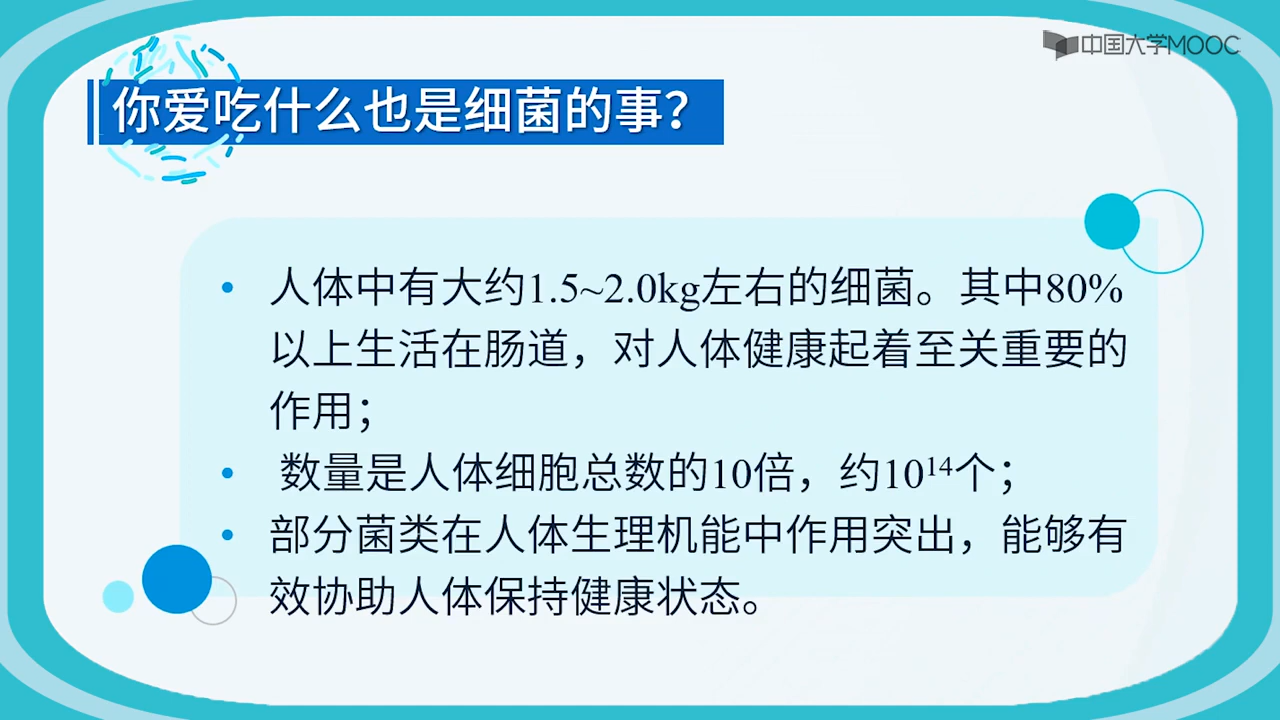 中国大学MOOC
你爱吃什么也是细菌的事？
• 人体中有大约1.5~2.0kg左右的细菌。其中80%
以上生活在肠道，对人体健康起着至关重要的
作用；
• 数量是人体细胞总数的10倍，约10¹⁴个；
• 部分菌类在人体生理机能中作用突出，能够有
效协助人体保持健康状态。